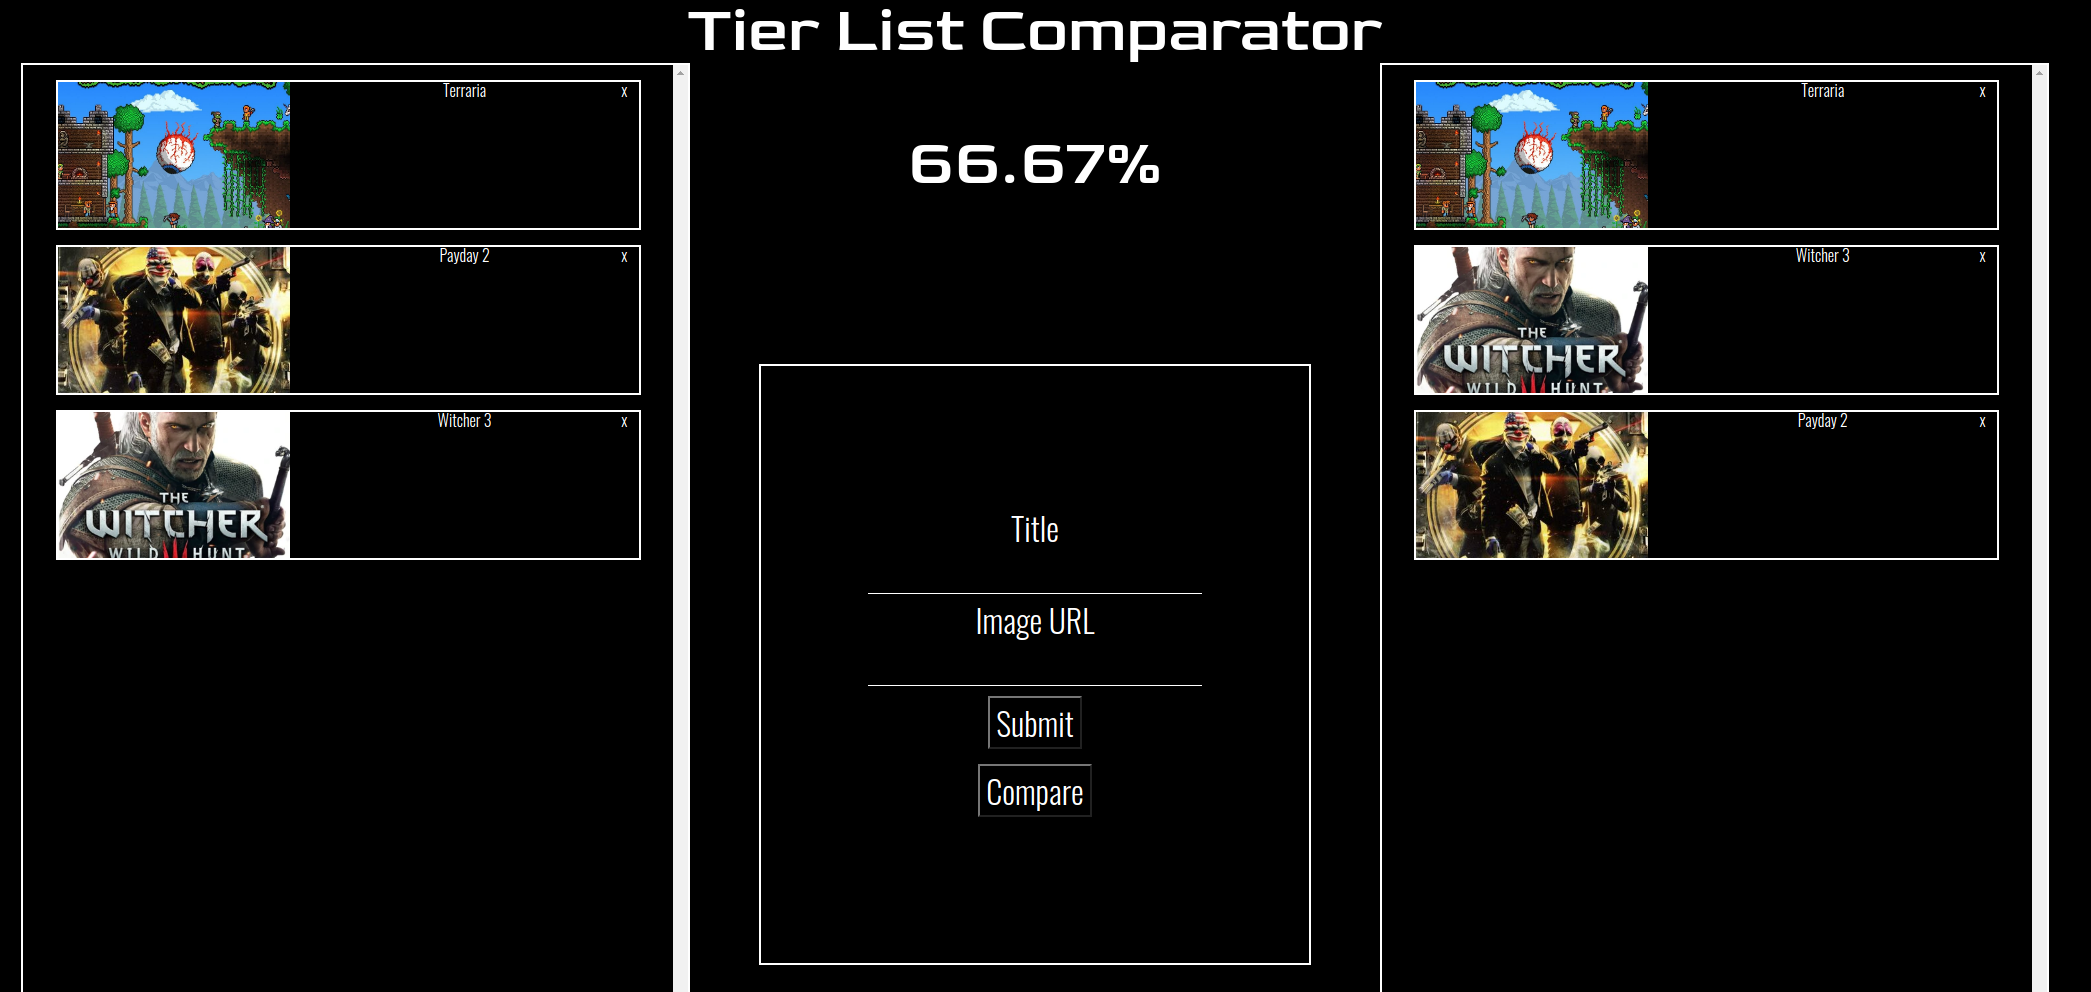 Tier List Comparator
Terraria x
Payday 2 x
THE
WITCHER
WILD HUNT
Witcher 3 x
66.67%
Title
Image URL
Submit
Compare
Terraria x
THE
WITCHER
WILD HUNT
Witcher 3 x
Payday 2 x